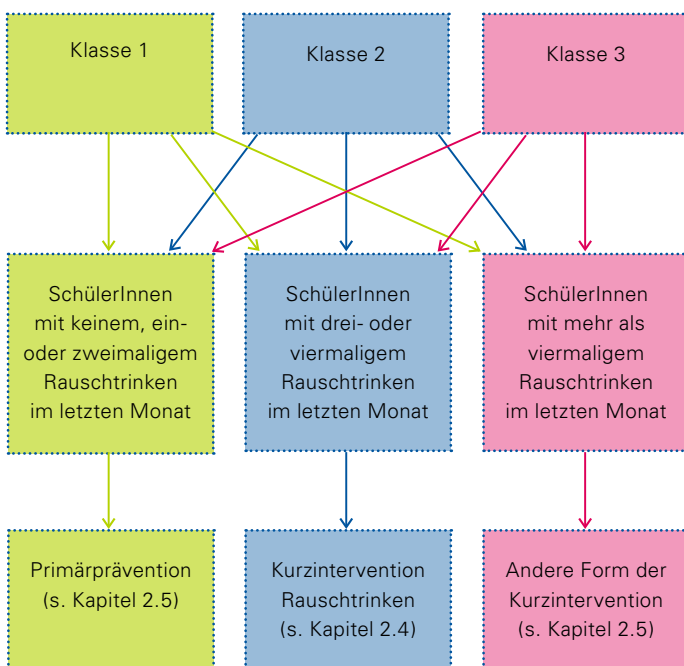 Klasse 1
Klasse 2
Klasse 3
SchülerInnen
mit keinem, ein-
oder zweimaligem
Rauschtrinken
im letzten Monat
SchülerInnen
mit drei- oder
viermaligem
Rauschtrinken
im letzten Monat
SchülerInnen
mit mehr als
viermaligem
Rauschtrinken
im letzten Monat
Primärprävention
(s. Kapitel 2.5)
Kurzintervention
Rauschtrinken
(s. Kapitel 2.4)
Andere Form der
Kurzintervention
(s. Kapitel 2.5)